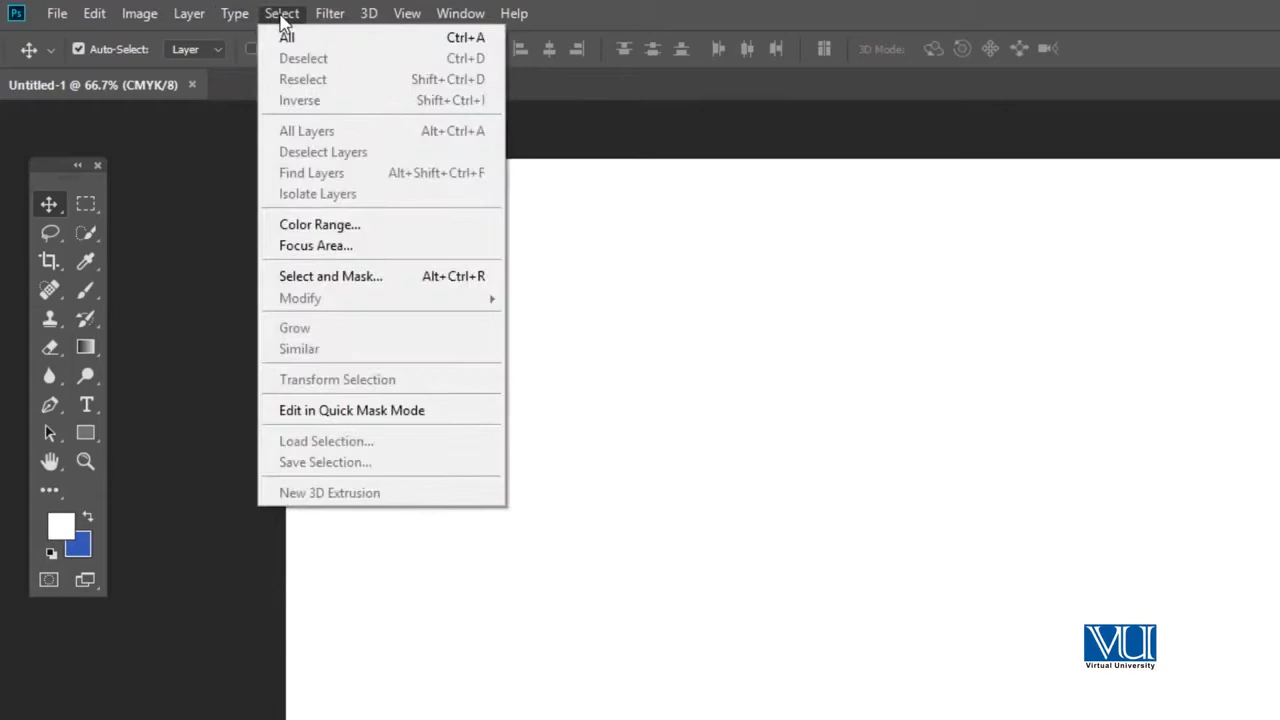 Ps File Edit Image Layer Type Select Filter 3D View Window Help
Auto-Select: Layer 3D Mode:
Untitled-1 @ 66.7% (CMYK/8)
All Ctrl+A
Deselect Ctrl+D
Reselect Shift+Ctrl+D
Inverse Shift+Ctrl+I
All Layers Alt+Ctrl+A
Deselect Layers
Find Layers Alt+Shift+Ctrl+F
Isolate Layers
Color Range...
Focus Area...
Select and Mask... Alt+Ctrl+R
Modify
Grow
Similar
Transform Selection
Edit in Quick Mask Mode
Load Selection...
Save Selection...
New 3D Extrusion
T
VU
Virtual University